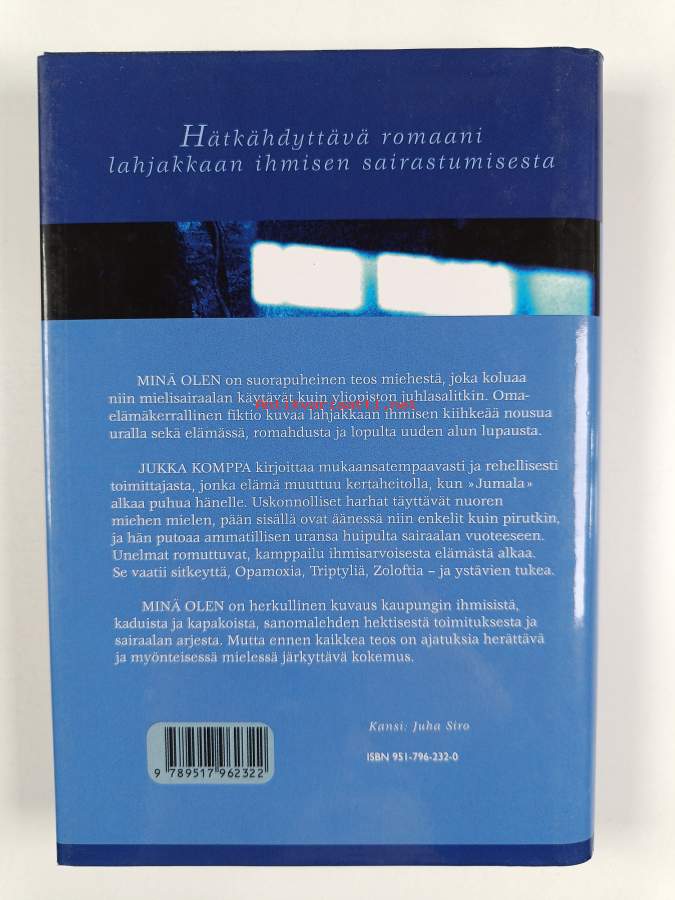 Hätkähdyttävä romaani
lahjakkaan ihmisen sairastumisesta
MINÄ OLEN on suorapuheinen teos miehestä, joka koluaa
niin mielisairaalan käytävät kuin yliopiston juhlasalitkin. Oma-
elämäkerrallinen fiktio kuvaa lahjakkaan ihmisen kiihkeää nousua
uralla sekä elämässä, romahdusta ja lopulta uuden alun lupausta.
JUKKA KOMPPA kirjoittaa mukaansatempaavasti ja rehellisesti
toimittajasta, jonka elämä muuttuu kertaheitolla, kun »Jumala»
alkaa puhua hänelle. Uskonnolliset harhat täyttävät nuoren
miehen mielen, pään sisällä ovat äänessä niin enkelit kuin pirutkin,
ja hän putoaa ammatillisen uransa huipulta sairaalan vuoteeseen.
Unelmat romuttuvat, kamppailu ihmisarvoisesta elämästä alkaa.
Se vaatii sitkeyttä, Opamoxia, Triptyliä, Zoloftia – ja ystävien tukea.
MINÄ OLEN on herkullinen kuvaus kaupungin ihmisistä,
kaduista ja kapakoista, sanomalehden hektisestä toimituksesta ja
sairaalan arjesta. Mutta ennen kaikkea teos on ajatuksia herättävä
ja myönteisessä mielessä järkyttävä kokemus.
Kansi: Juha Siro
ISBN 951-796-232-0
9 789517 962322
Antikvariaatti.net